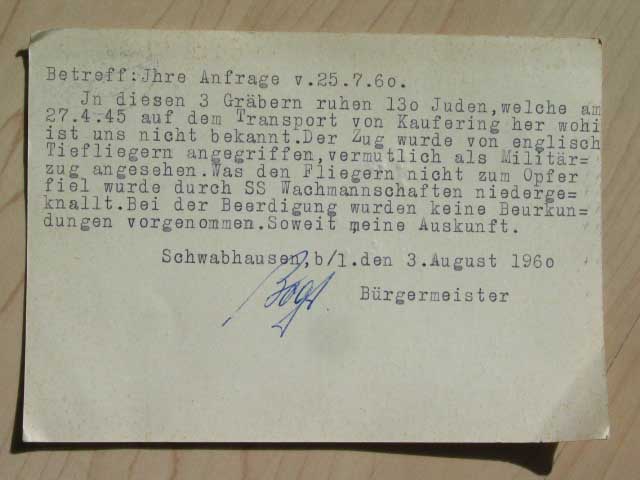 Betreff:Jhre Anfrage v.25.7.6o.
Jn diesen 3 Gräbern ruhen 13o Juden,welche am
27.4.45 auf dem Transport von Kaufering her wohi
ist uns nicht bekannt.Der Zug wurde von englisch
Tieffliegern angegriffen,vermutlich als Militär=
zug angesehen.Was den Fliegern nicht zum Opfer
fiel wurde durch SS Wachmannschaften niederge=
knallt.Bei der Beerdigung wurden keine Beurkun=
dungen vorgenommen.Soweit meine Auskunft.
Schwabhausen,b/l.den 3.August 196o
Bürgermeister